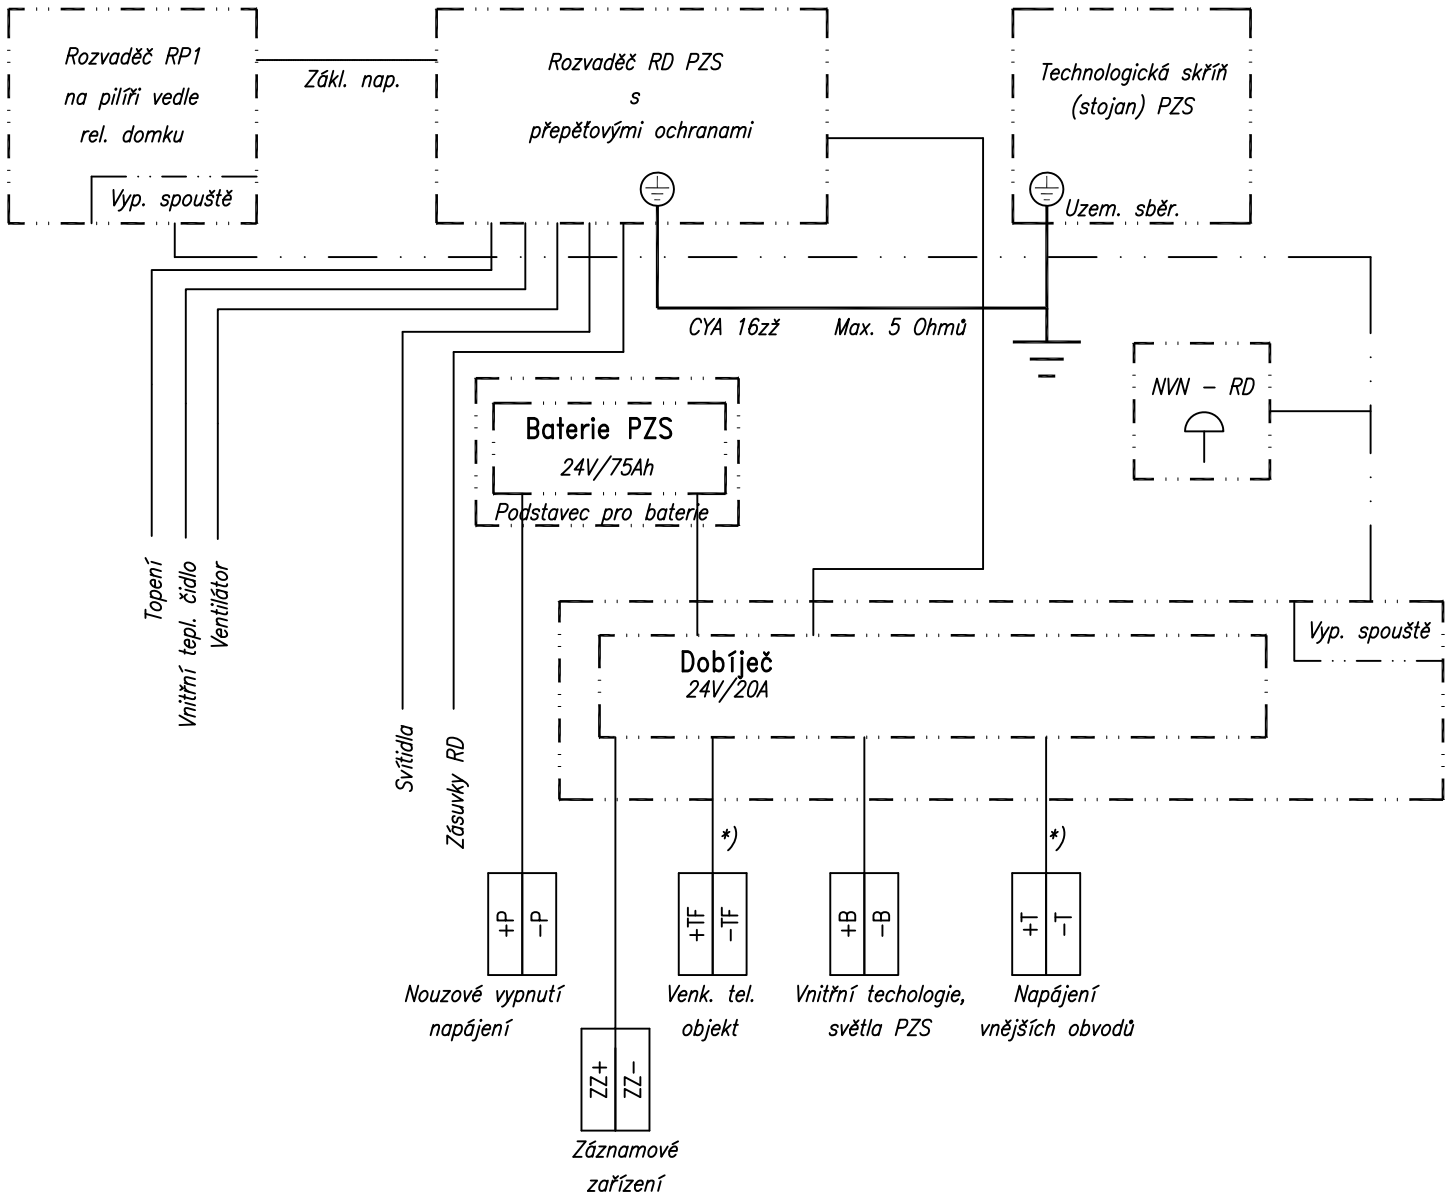 Rozvaděč RP1
na pilíři vedle
rel. domku
Vyp. spouště
Zákl. nap.
Rozvaděč RD PZS
s
přepěťovými ochranami
Technologická skříň
(stojan) PZS
Uzem. sběr.
CYA 16zž
Max. 5 Ohmů
NVN - RD
Baterie PZS
24V/75Ah
Podstavec pro baterie
Topení
Vnitřní tepl. čidlo
Ventilátor
Svítidla
Zásuvky RD
Vyp. spouště
Dobíječ
24V/20A
*)
*)
+P
-P
+TF
-TF
+B
-B
+T
-T
Nouzové vypnutí
napájení
Venk. tel.
objekt
Vnitřní techologie,
světla PZS
Napájení
vnějších obvodů
ZZ+
ZZ-
Záznamové
zařízení